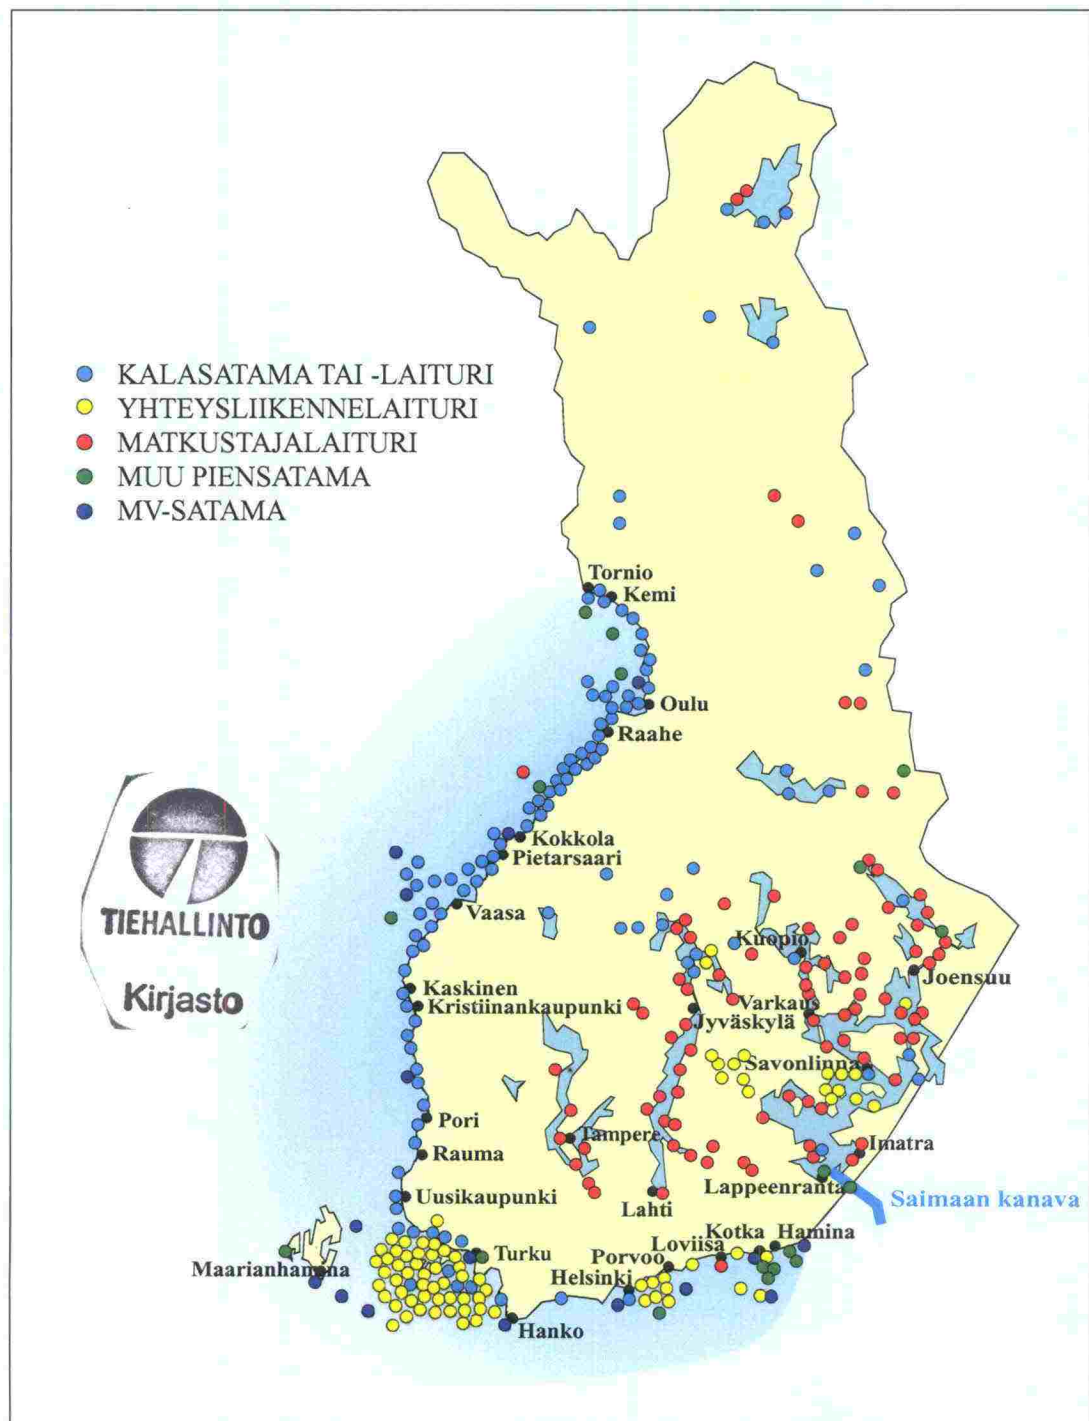 KALASATAMA TAI -LAITURI
YHTEYSLIIKENNELAITURI
MATKUSTAJALAITURI
MUU PIENSATAMA
MV-SATAMA
Tornio
Kemi
Oulu
Raahe
TIEHALLINTO
Kirjasto
Kokkola
Pietarsaari
Vaasa
Kuopio
Joensuu
Kaskinen
Kristiinankaupunki
Varkaus
Jyväskylä
Savonlinna
Pori
Tampere
Rauma
Imatra
Lappeenranta
Uusikaupunki
Lahti
Saimaan kanava
Kotka
Hamina
Loviisa
Turku
Porvoo
Maarianhamina
Helsinki
Hanko